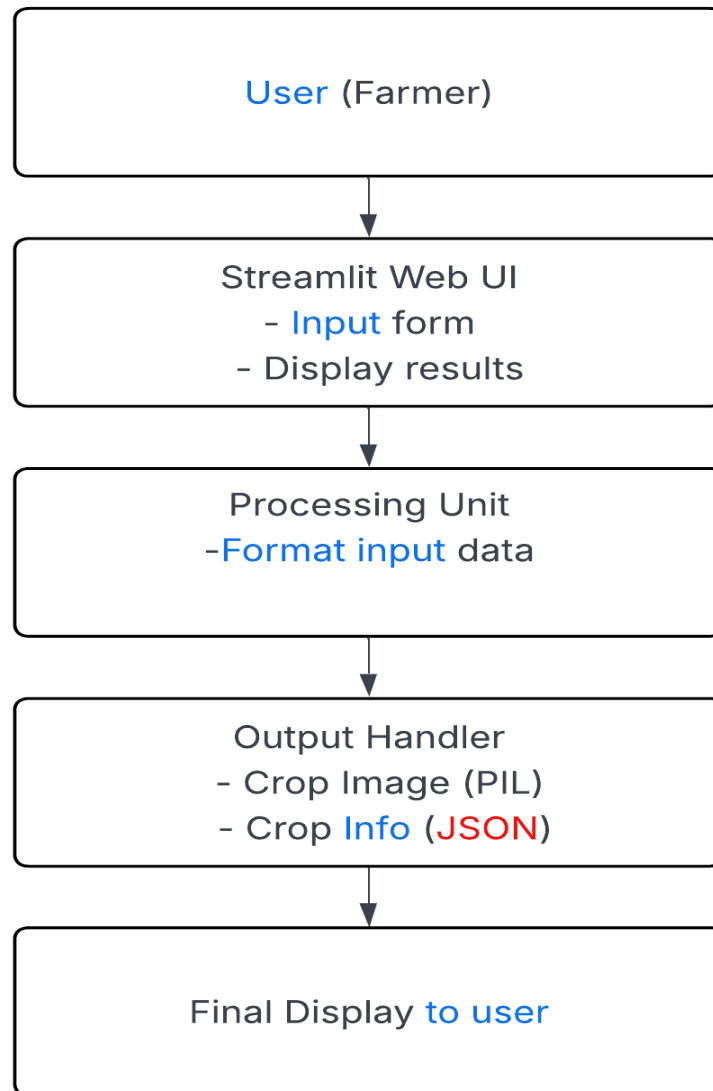 User (Farmer)
Streamlit Web UI
- Input form
- Display results
Processing Unit
-Format input data
Output Handler
- Crop Image (PIL)
- Crop Info (JSON)
Final Display to user